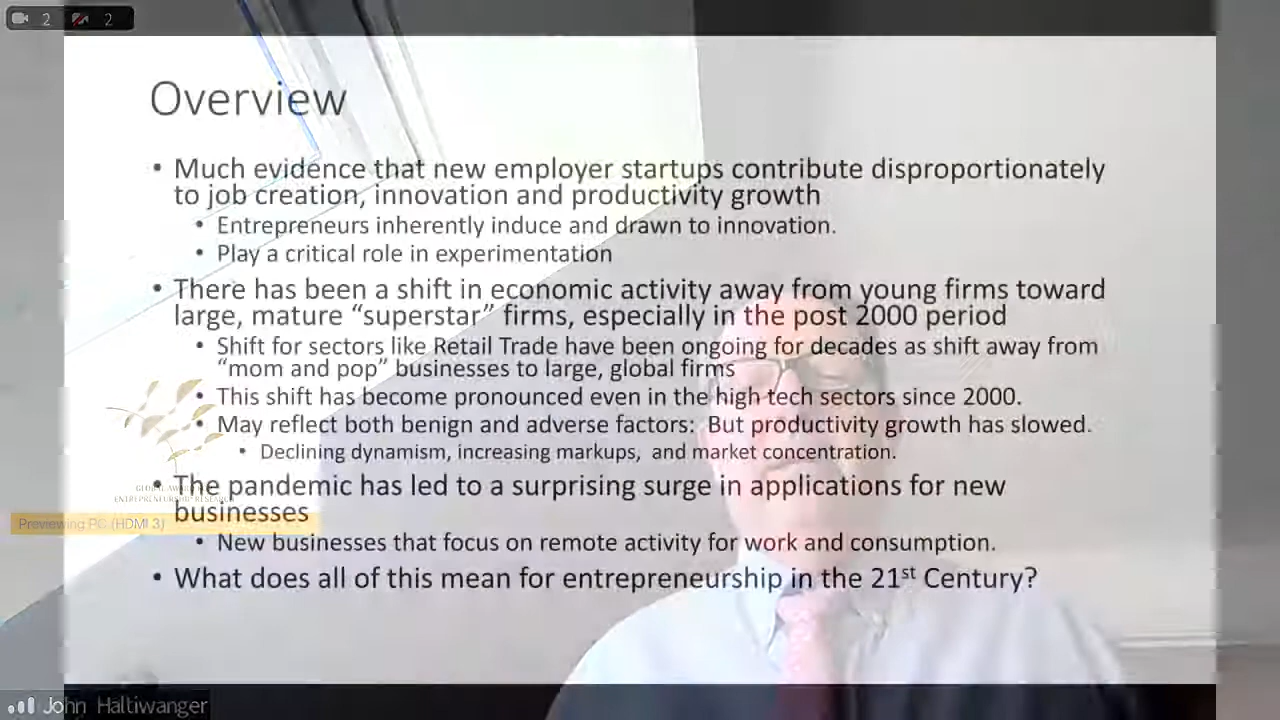 2 2
Overview
• Much evidence that new employer startups contribute disproportionately
to job creation, innovation and productivity growth
• Entrepreneurs inherently induce and drawn to innovation.
• Play a critical role in experimentation
• There has been a shift in economic activity away from young firms toward
large, mature “superstar” firms, especially in the post 2000 period
• Shift for sectors like Retail Trade have been ongoing for decades as shift away from
“mom and pop” businesses to large, global firms
• This shift has become pronounced even in the high tech sectors since 2000.
• May reflect both benign and adverse factors: But productivity growth has slowed.
• Declining dynamism, increasing markups, and market concentration.
• The pandemic has led to a surprising surge in applications for new
businesses
GLOBAL AWARD
ENTREPRENEURSHIP RESEARCH
Previewing PC (HDMI 3)
• New businesses that focus on remote activity for work and consumption.
• What does all of this mean for entrepreneurship in the 21st Century?
John Haltiwanger